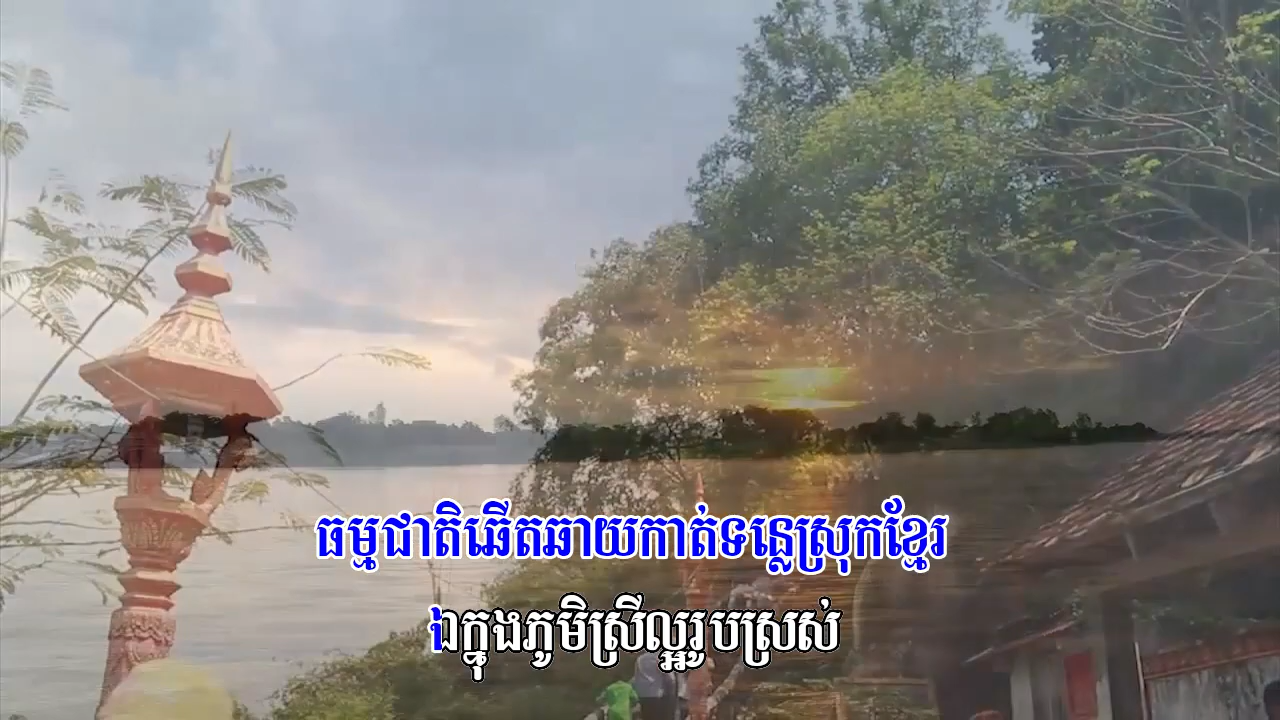 ធម្មជាតិឆើតឆាយកាត់ទន្លេស្រុកខ្មែរ
ឯក្នុងភូមិស្រីល្អរូបស្រស់